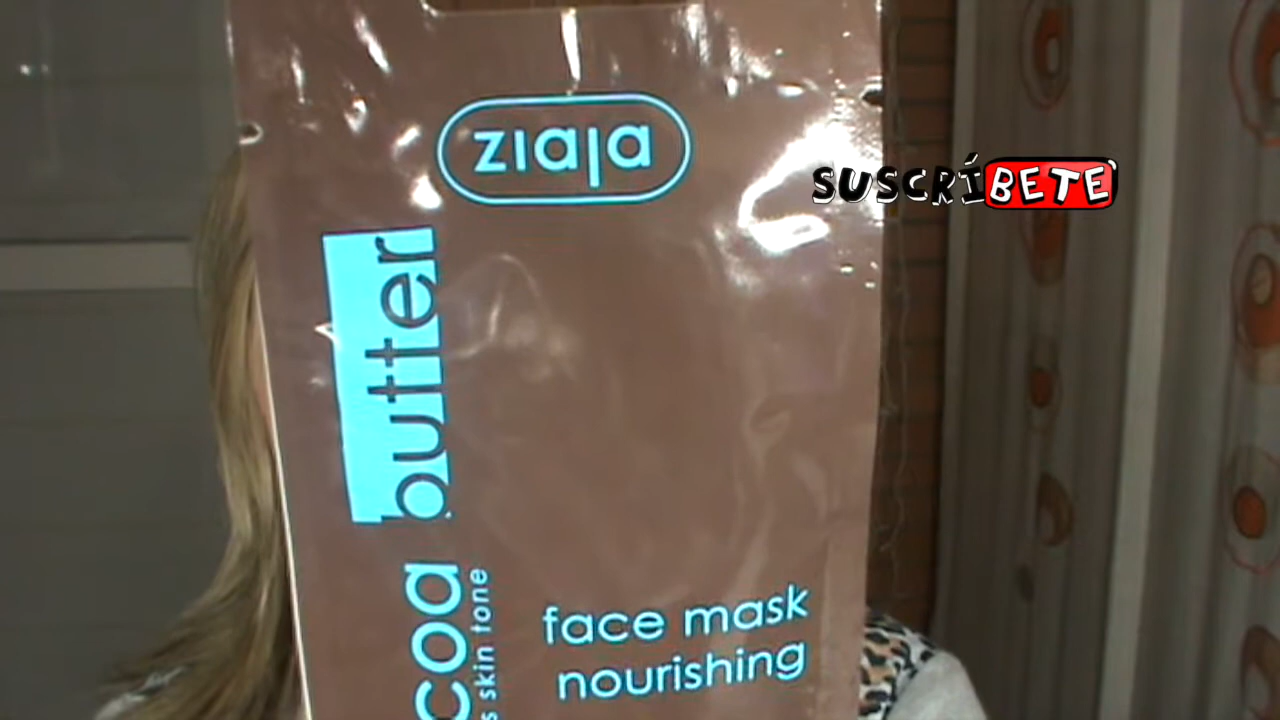 ziaja
SUSCRÍBETE
butter
coa
s skin tone
face mask
nourishing